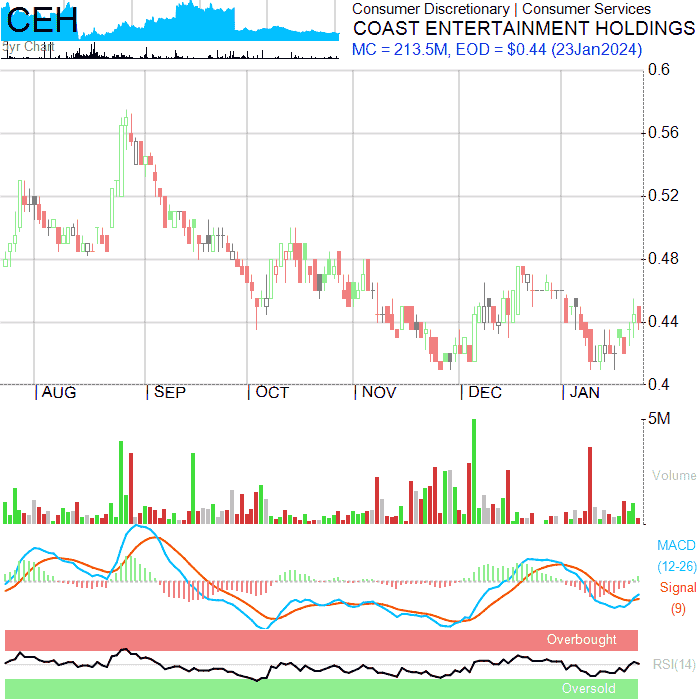 CEH
5yr Chart
Consumer Discretionary | Consumer Services
COAST ENTERTAINMENT HOLDINGS
MC = 213.5M, EOD = $0.44 (23Jan2024)
0.6
0.56
0.52
0.48
0.44
0.4
| AUG | SEP | OCT | NOV | DEC | JAN
5M
Volume
MACD
(12-26)
Signal
(9)
Overbought
RSI(14)
Oversold